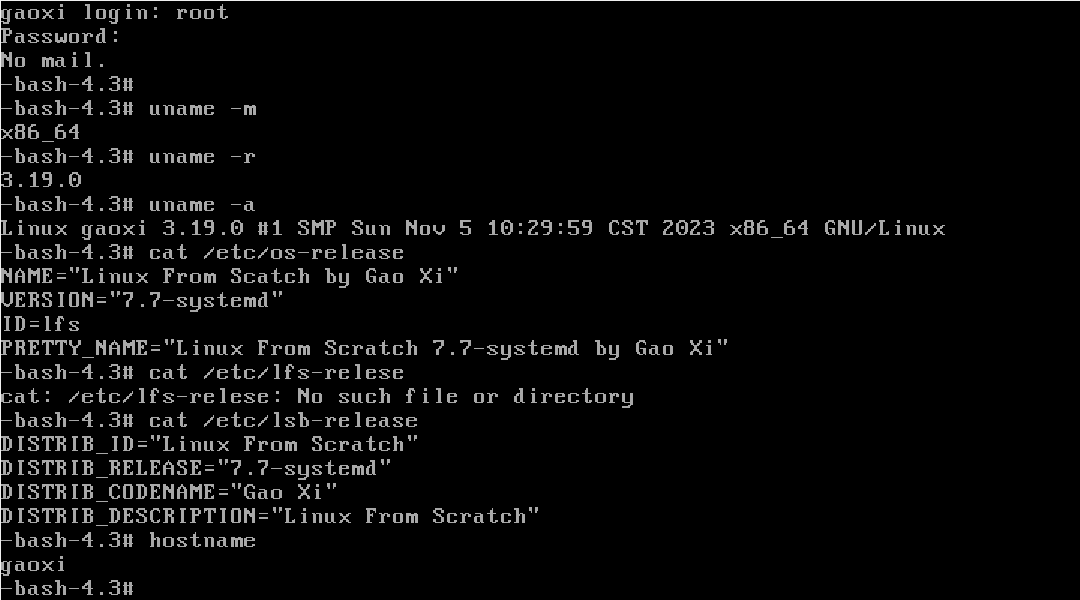 gaoxi login: root
Password:
No mail.
-bash-4.3#
-bash-4.3# uname -m
x86_64
-bash-4.3# uname -r
3.19.0
-bash-4.3# uname -a
Linux gaoxi 3.19.0 #1 SMP Sun Nov 5 10:29:59 CST 2023 x86_64 GNU/Linux
-bash-4.3# cat /etc/os-release
NAME="Linux From Scatch by Gao Xi"
VERSION="7.7-systemd"
ID=lfs
PRETTY_NAME="Linux From Scratch 7.7-systemd by Gao Xi"
-bash-4.3# cat /etc/lfs-relese
cat: /etc/lfs-relese: No such file or directory
-bash-4.3# cat /etc/lsb-release
DISTRIB_ID="Linux From Scratch"
DISTRIB_RELEASE="7.7-systemd"
DISTRIB_CODENAME="Gao Xi"
DISTRIB_DESCRIPTION="Linux From Scratch"
-bash-4.3# hostname
gaoxi
-bash-4.3#